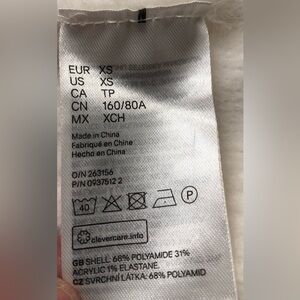 EUR XS
US XS
CA TP
CN 160/80A
MX XCH
Made in China
Fabriqué en Chine
Hecho en China
O/N 263156
P/N 0937512 2
40 P
clevercare.info
GB SHELL: 68% POLYAMIDE 31%
ACRYLIC 1% ELASTANE.
CZ SVRCHNÍ LÁTKA: 68% POLYAMID